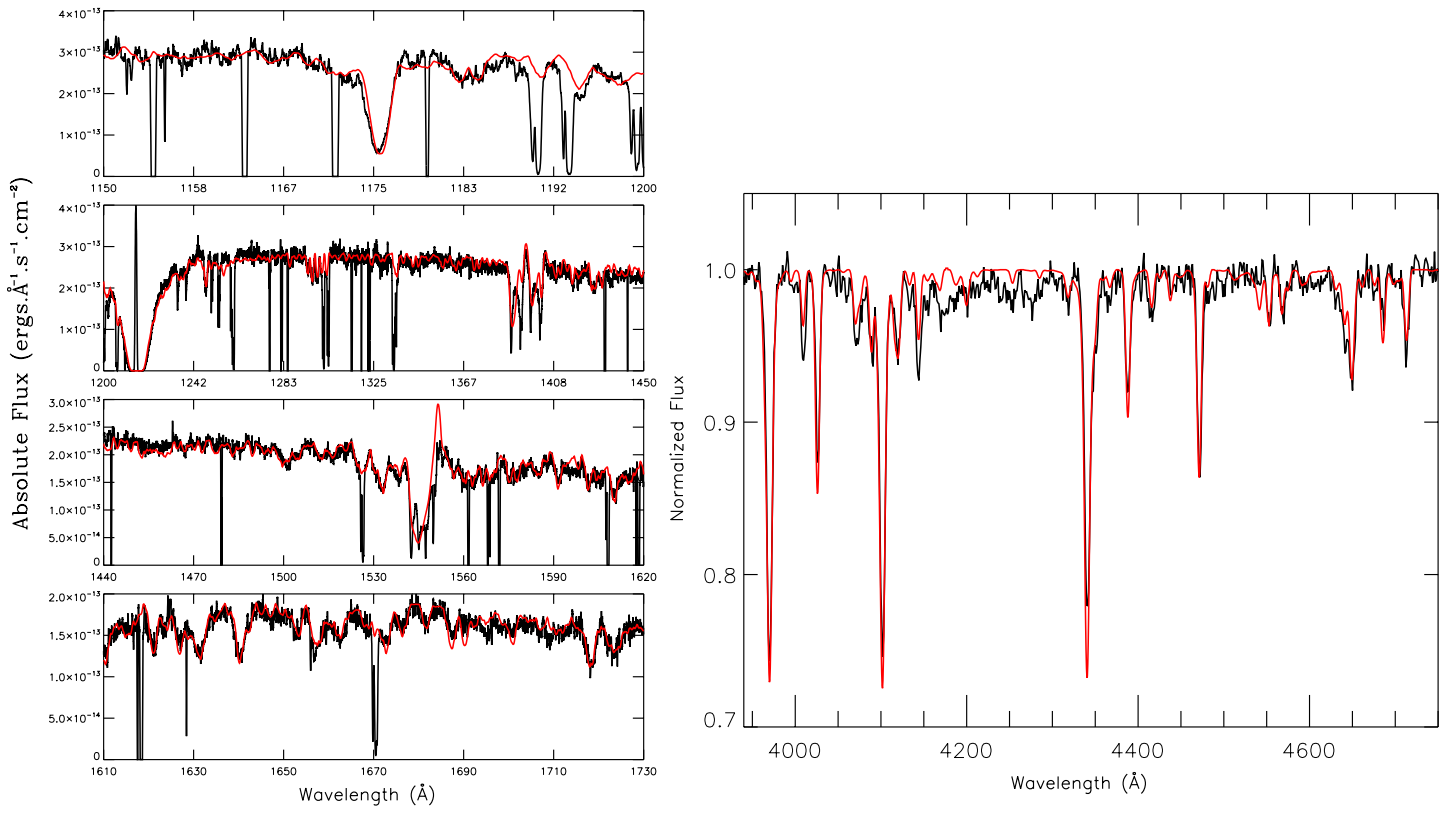 Absolute Flux (ergs.Å⁻¹.s⁻¹.cm⁻²)
4×10⁻¹³
3×10⁻¹³
2×10⁻¹³
1×10⁻¹³
0
1150 1158 1167 1175 1183 1192 1200
4×10⁻¹³
3×10⁻¹³
2×10⁻¹³
1×10⁻¹³
0
1200 1242 1283 1325 1367 1408 1450
3.0×10⁻¹³
2.5×10⁻¹³
2.0×10⁻¹³
1.5×10⁻¹³
1.0×10⁻¹³
5.0×10⁻¹⁴
0
1440 1470 1500 1530 1560 1590 1620
2.0×10⁻¹³
1.5×10⁻¹³
1.0×10⁻¹³
5.0×10⁻¹⁴
0
1610 1630 1650 1670 1690 1710 1730
Wavelength (Å)
Normalized Flux
1.0
0.9
0.8
0.7
4000 4200 4400 4600
Wavelength (Å)